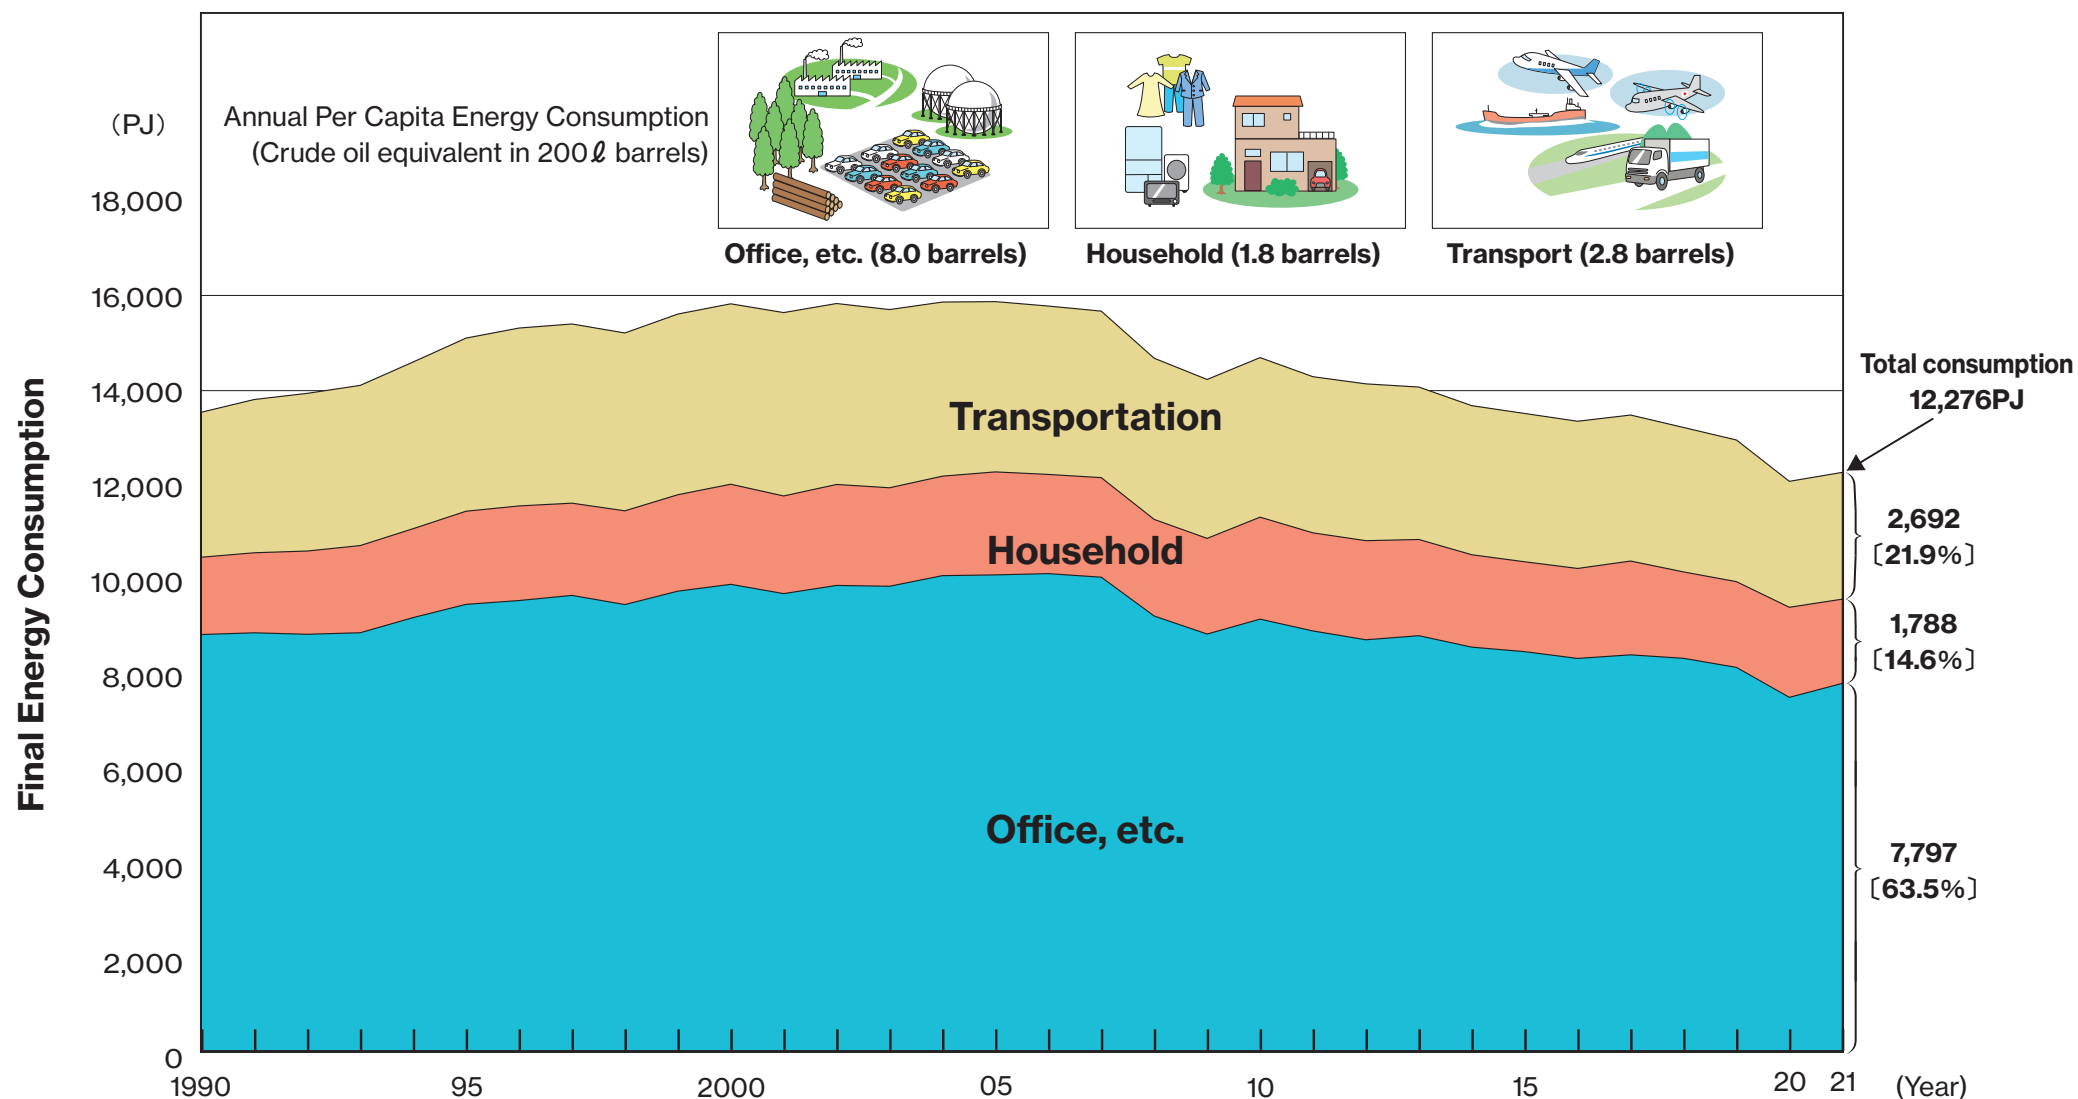 (PJ)
Annual Per Capita Energy Consumption
(Crude oil equivalent in 200ℓ barrels)
Office, etc. (8.0 barrels)
Household (1.8 barrels)
Transport (2.8 barrels)
18,000
16,000
14,000
12,000
10,000
8,000
6,000
4,000
2,000
0
Final Energy Consumption
Transportation
Household
Office, etc.
Total consumption
12,276PJ
2,692
〔21.9%〕
1,788
〔14.6%〕
7,797
〔63.5%〕
1990 95 2000 05 10 15 20 21 (Year)